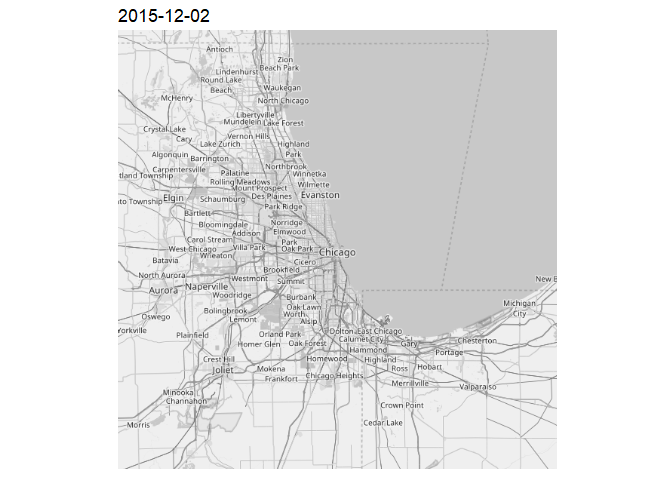 2015-12-02
Antioch
Zion
Beach Park
Lindenhurst
Round Lake
Beach
Waukegan
McHenry
North Chicago
Libertyville
Mundelein
Lake Forest
Crystal Lake
Vernon Hills
Cary
Lake Zurich
Highland
Park
Algonquin
Barrington
Northbrook
Carpentersville
Palatine
Winnetka
tland Township
Rolling Meadows
Wilmette
Mount Prospect
Elgin
Des Plaines
Evanston
ato Township
Schaumburg
Park Ridge
Bartlett
Norridge
Bloomingdale
Elmwood
Park
Addison
Carol Stream
West Chicago
Villa Park
Oak Park
Chicago
Wheaton
Batavia
Cicero
Brookfield
North Aurora
Westmont
Summit
New B
Aurora
Naperville
Woodridge
Burbank
Michigan
City
Bolingbrook
Oak Lawn
Worth
Oswego
Lemont
Alsip
Yorkville
Dolton
East Chicago
Plainfield
Orland Park
Calumet City
Chesterton
Homer Glen
Oak Forest
Gary
Hammond
Portage
Crest Hill
Homewood
Highland
Joliet
Mokena
Ross
Hobart
Frankfort
Chicago Heights
Merrillville
Valparaiso
Minooka
Channahon
Crown Point
Morris
Cedar Lake